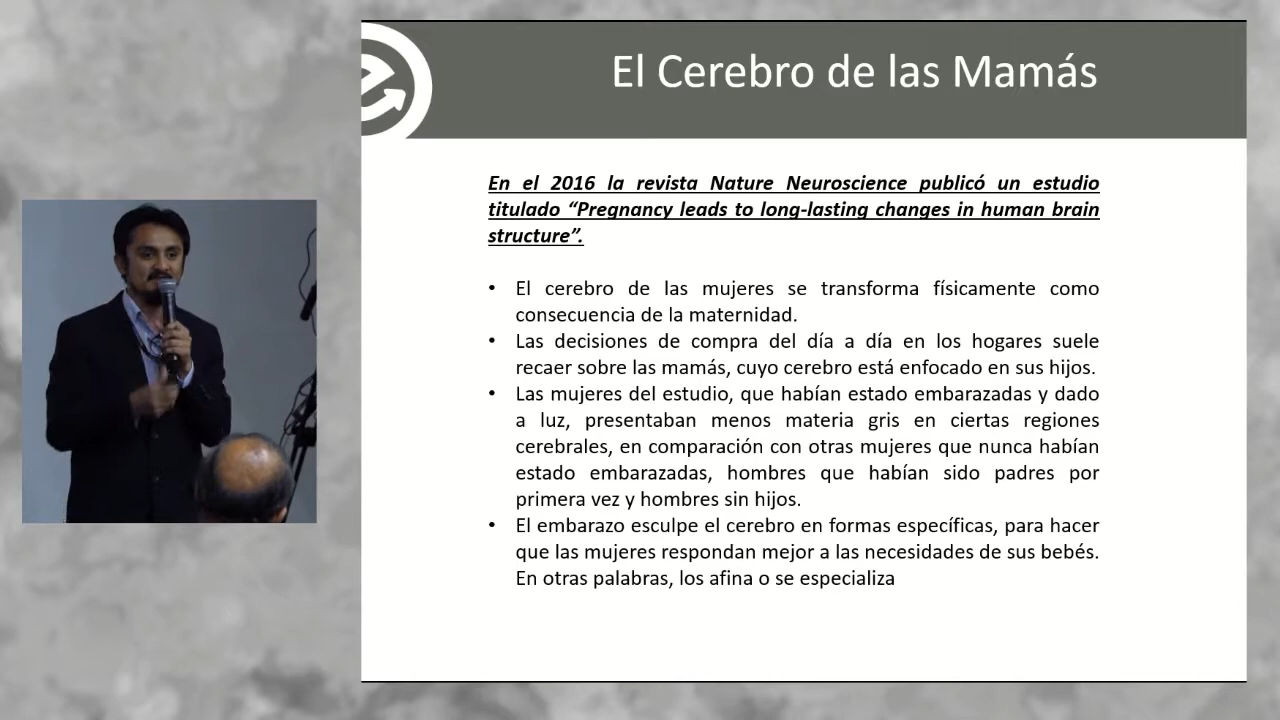 El Cerebro de las Mamás
En el 2016 la revista Nature Neuroscience publicó un estudio
titulado “Pregnancy leads to long-lasting changes in human brain
structure”.
• El cerebro de las mujeres se transforma físicamente como
consecuencia de la maternidad.
• Las decisiones de compra del día a día en los hogares suele
recaer sobre las mamás, cuyo cerebro está enfocado en sus hijos.
• Las mujeres del estudio, que habían estado embarazadas y dado
a luz, presentaban menos materia gris en ciertas regiones
cerebrales, en comparación con otras mujeres que nunca habían
estado embarazadas, hombres que habían sido padres por
primera vez y hombres sin hijos.
• El embarazo esculpe el cerebro en formas específicas, para hacer
que las mujeres respondan mejor a las necesidades de sus bebés.
En otras palabras, los afina o se especializa